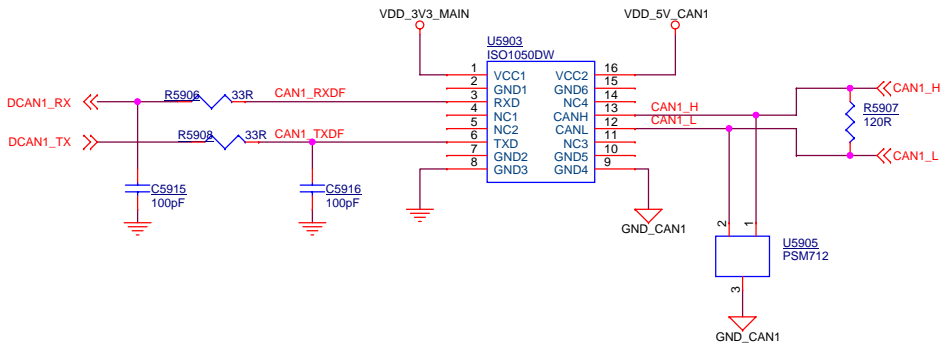 VDD_3V3_MAIN
VDD_5V_CAN1
U5903
ISO1050DW
1 VCC1 VCC2 16
2 GND1 GND6 15
3 RXD NC4 14
4 NC1 CANH 13
5 NC2 CANL 12
6 TXD NC3 11
7 GND2 GND5 10
8 GND3 GND4 9
DCAN1_RX
R5906 33R
CAN1_RXDF
DCAN1_TX
R5908 33R
CAN1_TXDF
CAN1_H
CAN1_L
CAN1_H
R5907
120R
CAN1_L
C5915
100pF
C5916
100pF
GND_CAN1
2 1
U5905
PSM712
3
GND_CAN1